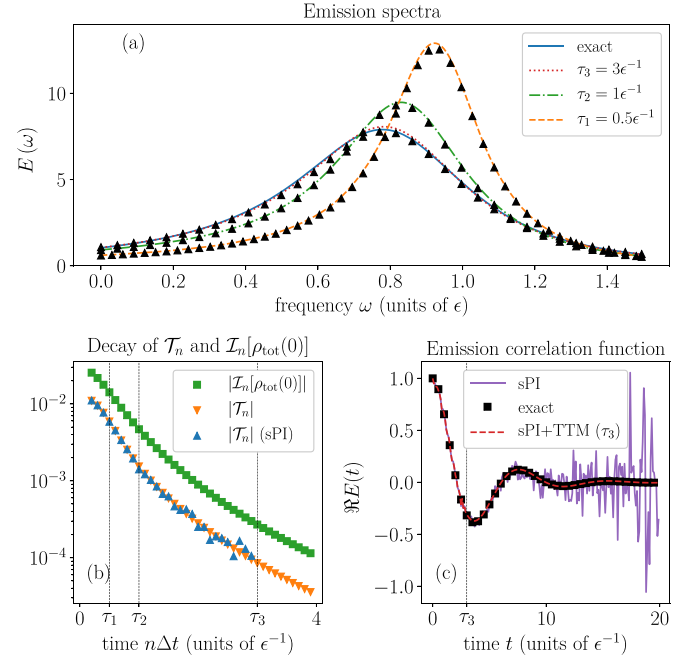 Emission spectra
(a)
exact
τ₃ = 3ϵ⁻¹
τ₂ = 1ϵ⁻¹
τ₁ = 0.5ϵ⁻¹
E(ω)
10
5
0
0.0 0.2 0.4 0.6 0.8 1.0 1.2 1.4
frequency ω (units of ϵ)
Decay of 𝒯ₙ and ℐₙ[ρₜₒₜ(0)]
|ℐₙ[ρₜₒₜ(0)]|
|𝒯ₙ|
|𝒯ₙ| (sPI)
10⁻²
10⁻³
10⁻⁴
(b)
0 τ₁ τ₂ τ₃ 4
time nΔt (units of ϵ⁻¹)
Emission correlation function
sPI
exact
sPI+TTM (τ₃)
ℜE(t)
1.0
0.5
0.0
−0.5
−1.0
(c)
0 τ₃ 10 20
time t (units of ϵ⁻¹)